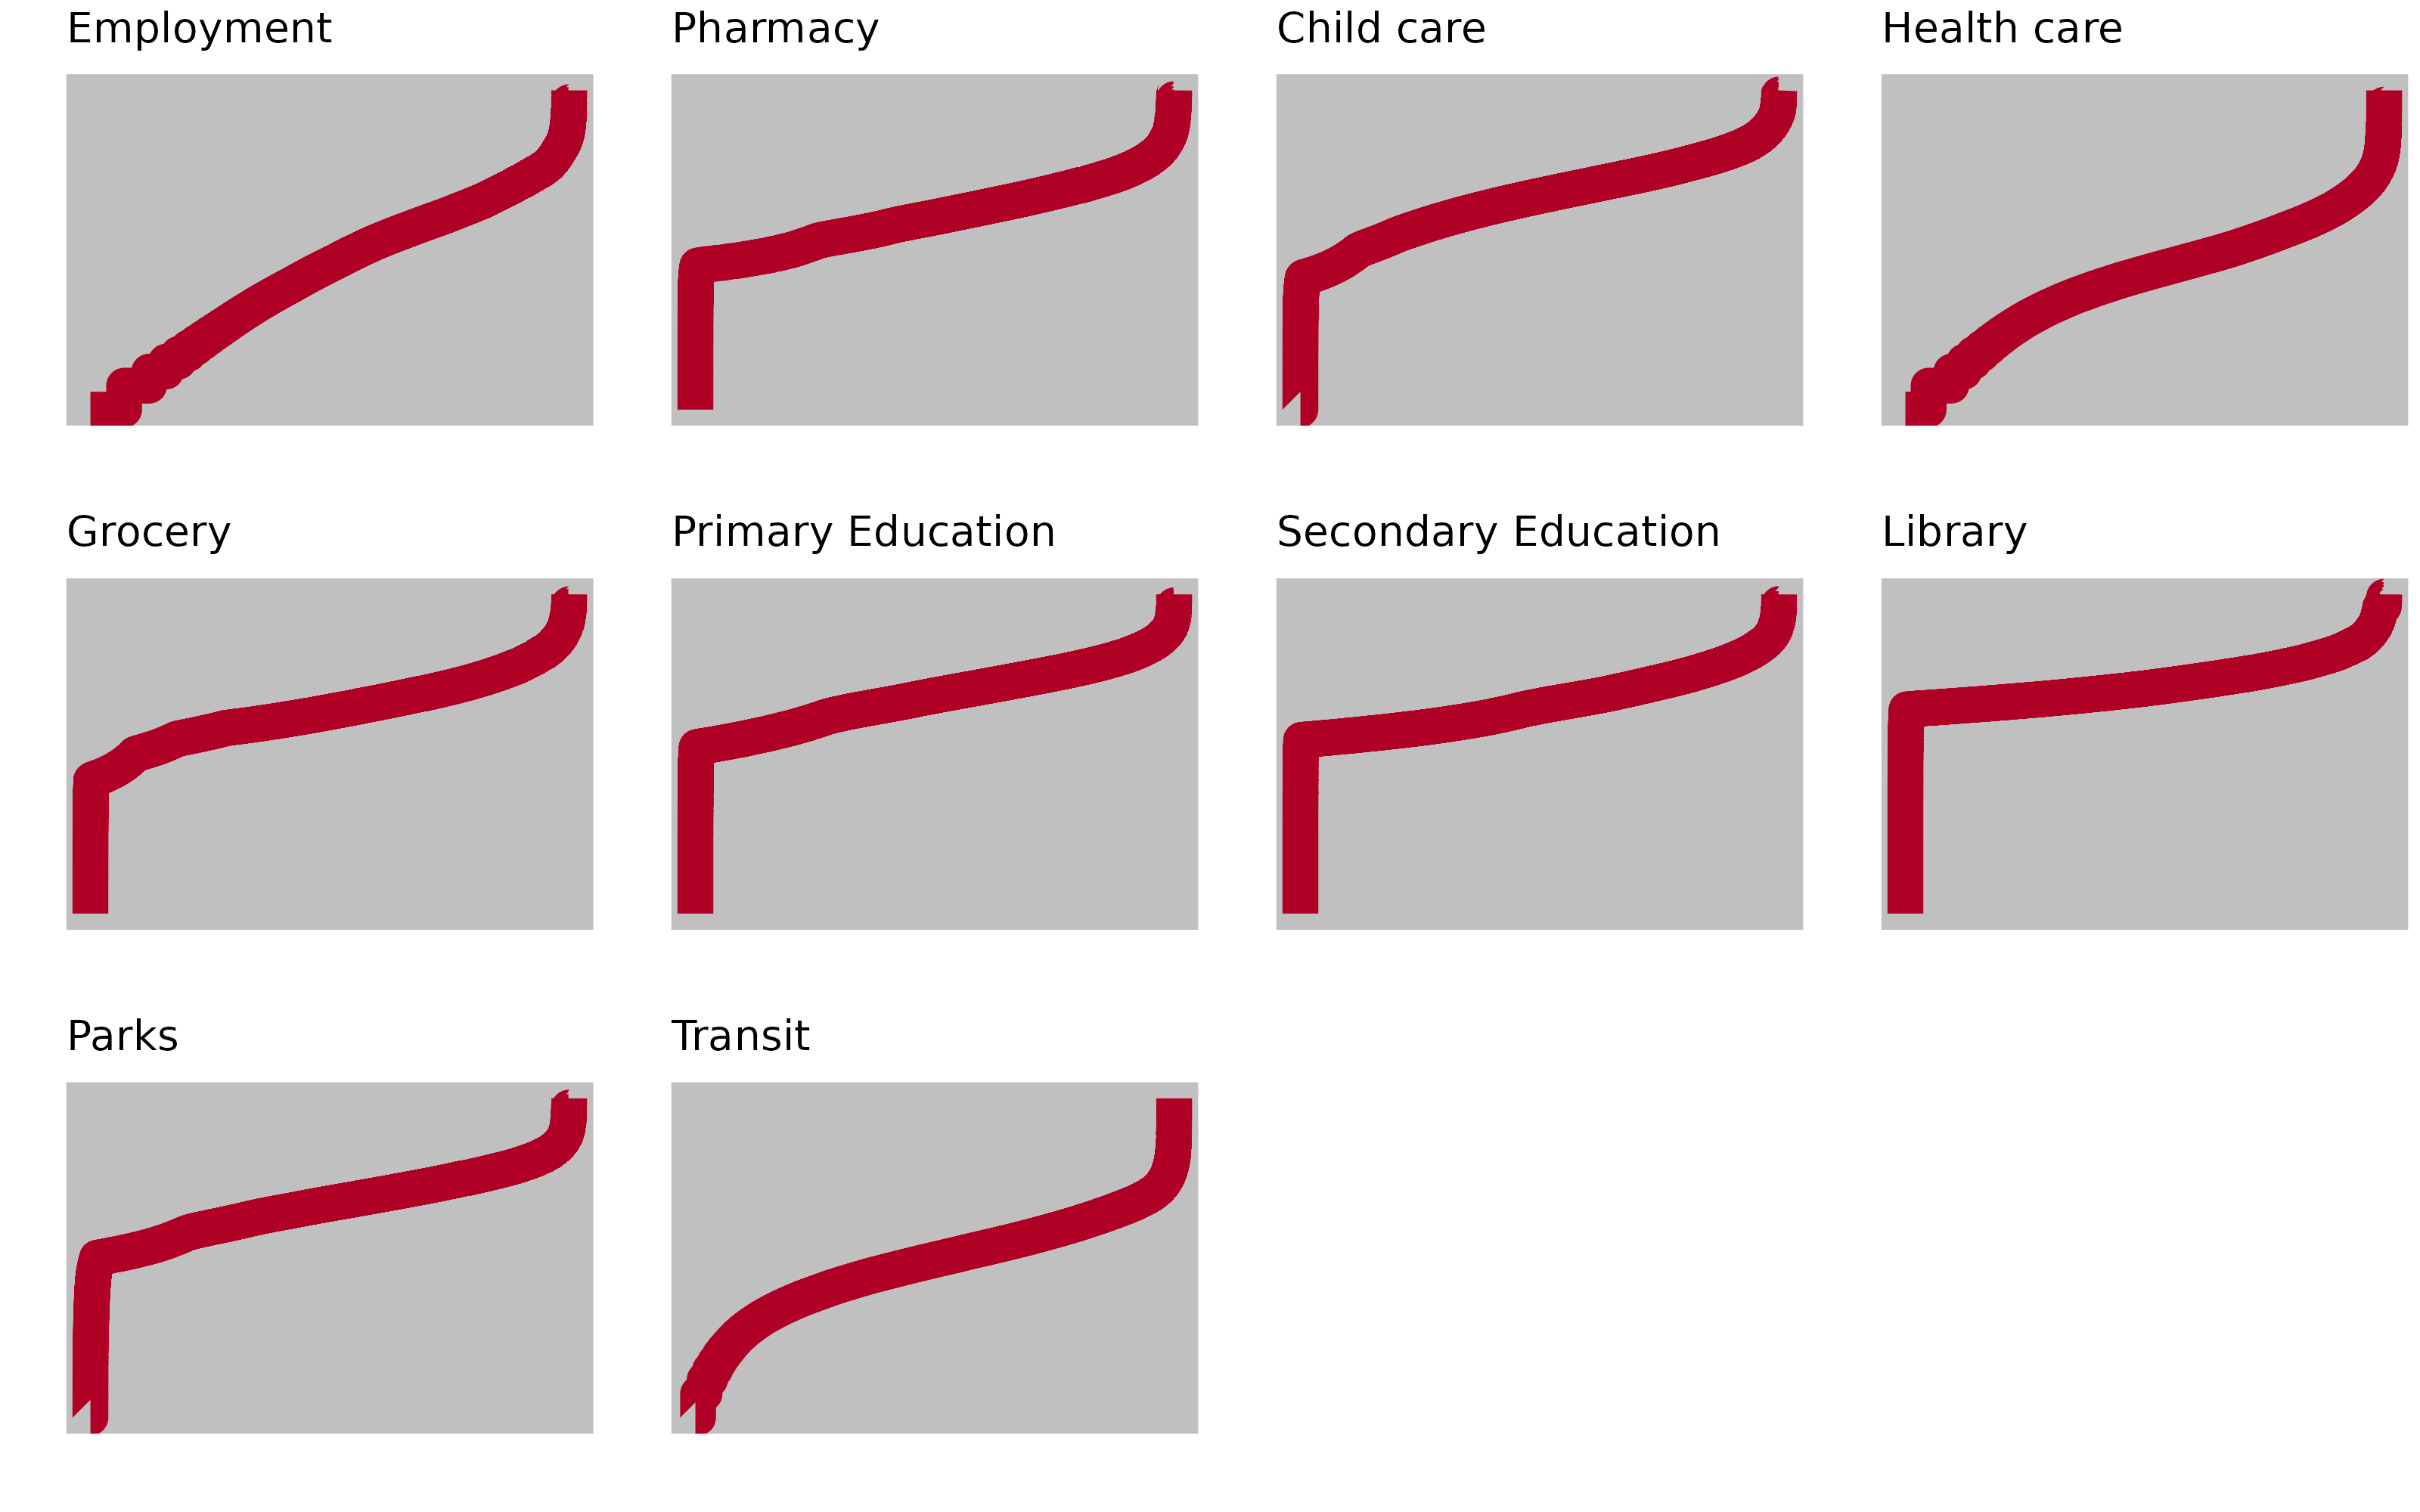 Employment
Pharmacy
Child care
Health care
Grocery
Primary Education
Secondary Education
Library
Parks
Transit